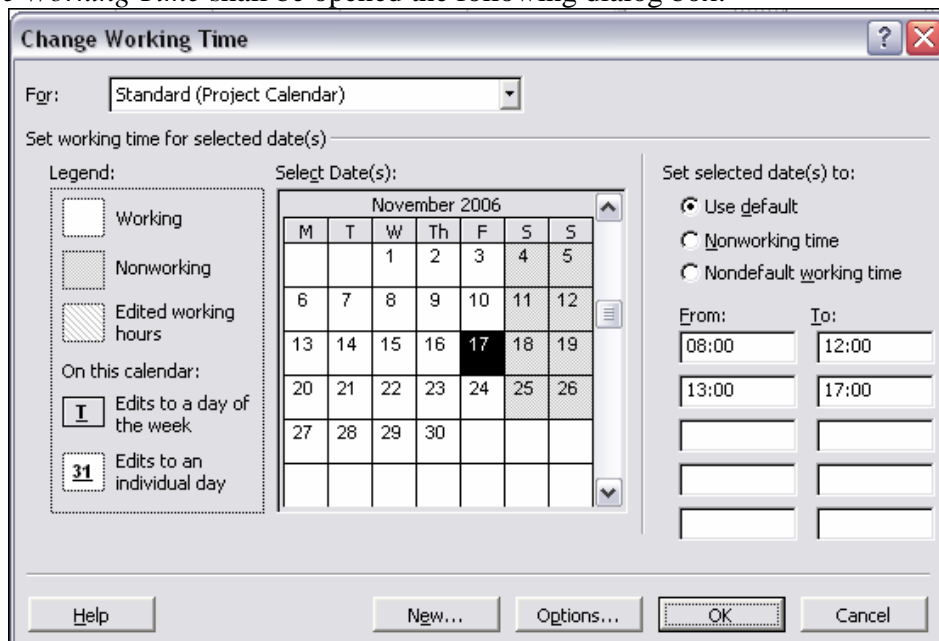 Working Time shall be opened the following dialog box.
Change Working Time
For: Standard (Project Calendar)
Set working time for selected date(s)
Legend:
Working
Nonworking
Edited working
hours
On this calendar:
T Edits to a day of
the week
31 Edits to an
individual day
Select Date(s):
November 2006
M T W Th F S S
1 2 3 4 5
6 7 8 9 10 11 12
13 14 15 16 17 18 19
20 21 22 23 24 25 26
27 28 29 30
Set selected date(s) to:
Use default
Nonworking time
Nondefault working time
From: To:
08:00 12:00
13:00 17:00
Help New... Options... OK Cancel